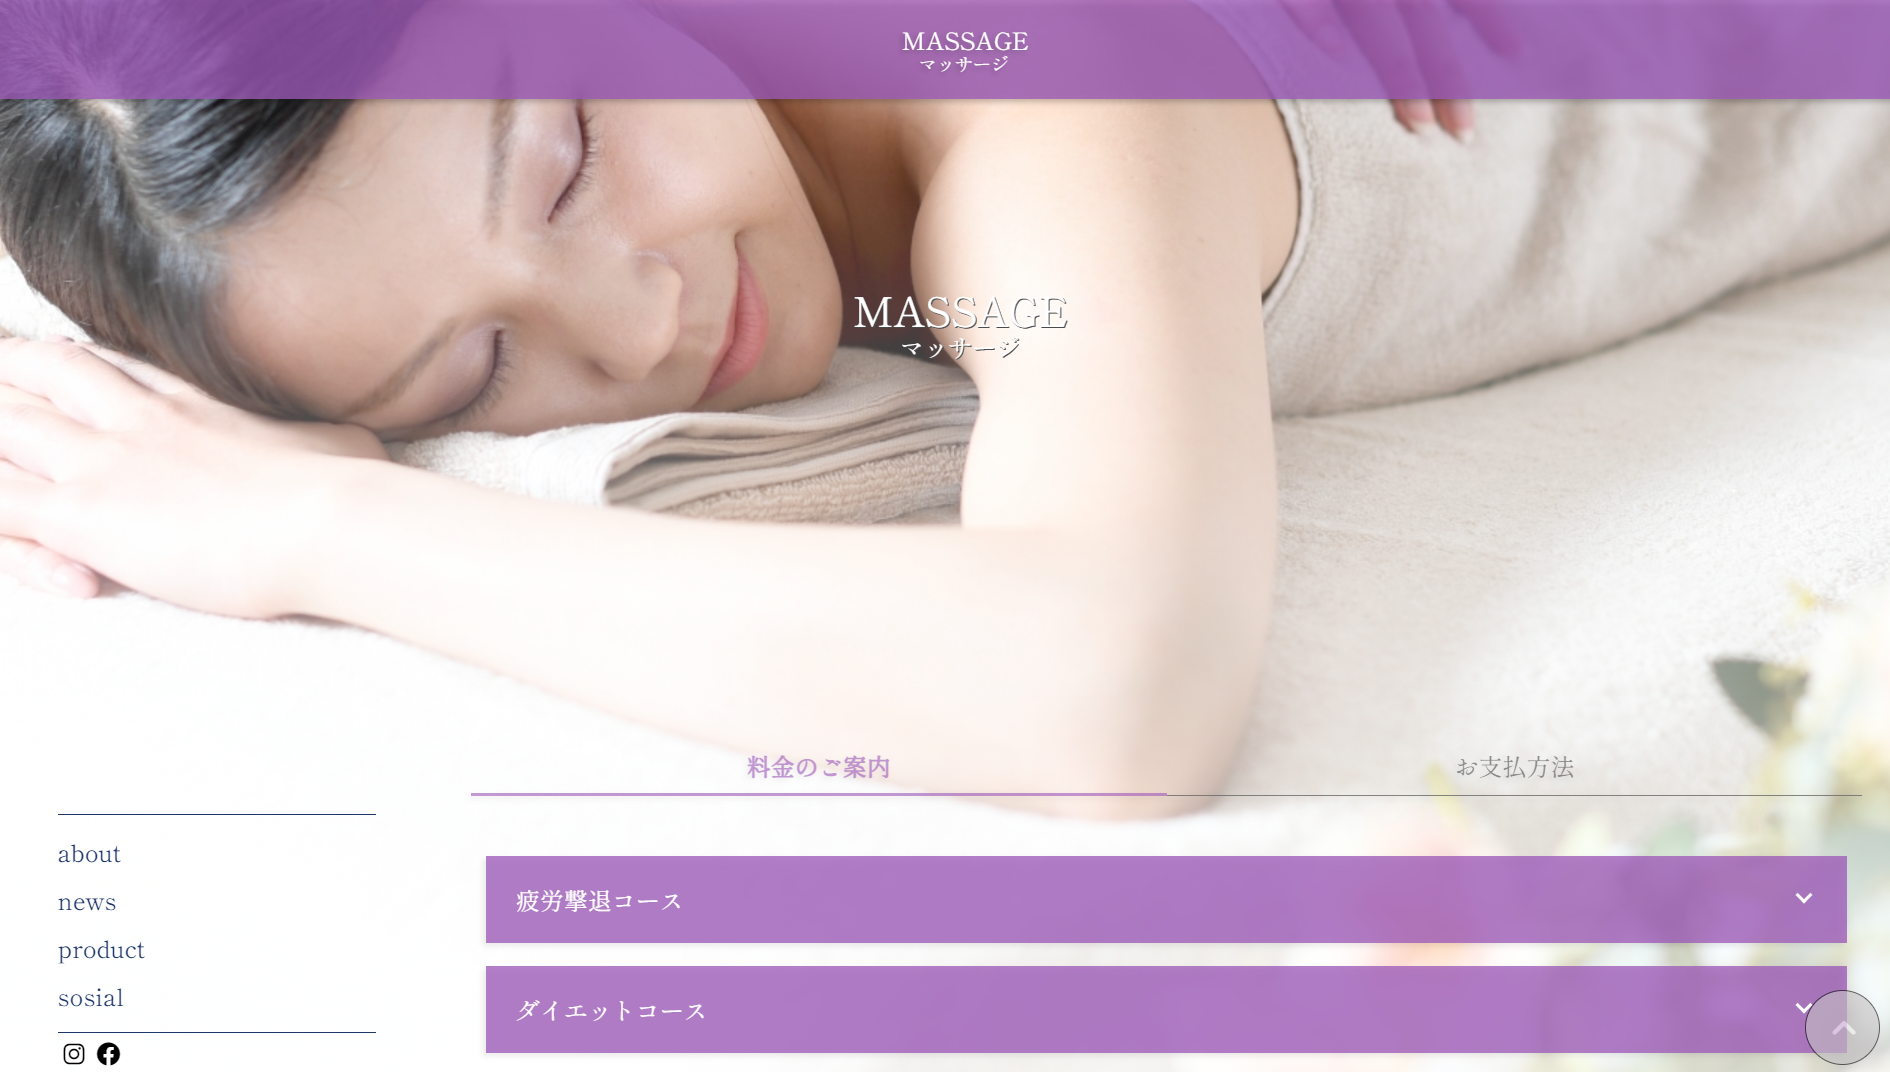 MASSAGE
マッサージ
MASSAGE
マッサージ
料金のご案内
お支払方法
about
news
product
sosial
疲労撃退コース
ダイエットコース